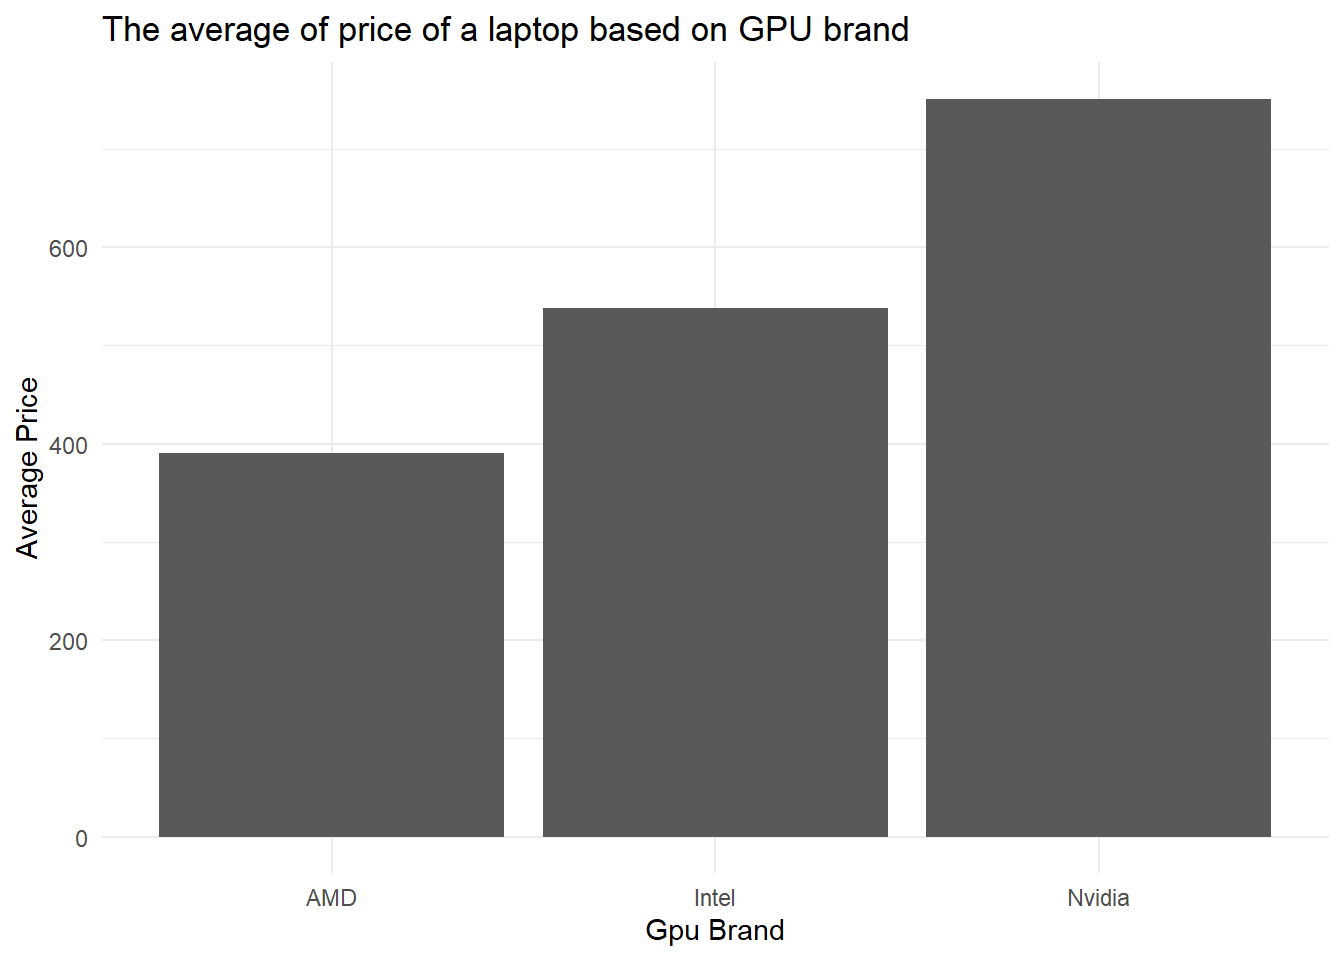 The average of price of a laptop based on GPU brand
Average Price
600
400
200
0
AMD Intel Nvidia
Gpu Brand